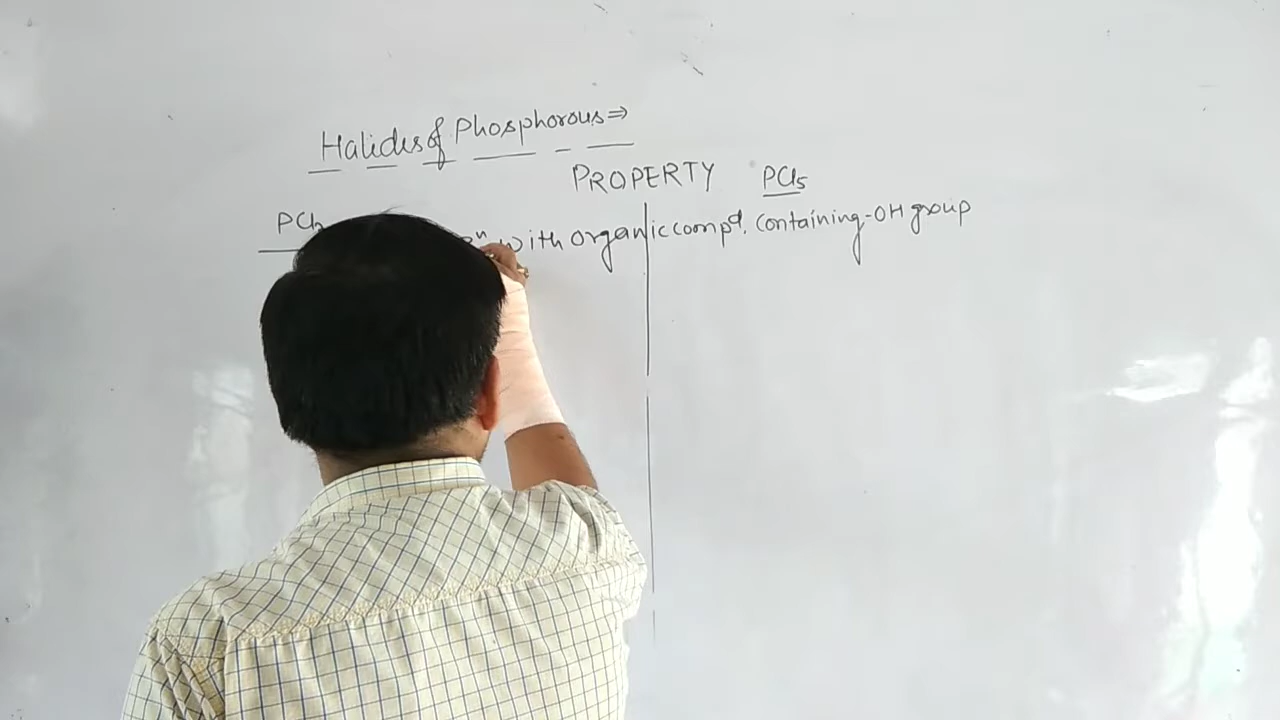 Halides of Phosphorous ⇒
PROPERTY PCl5
with organic compd. Containing -OH group